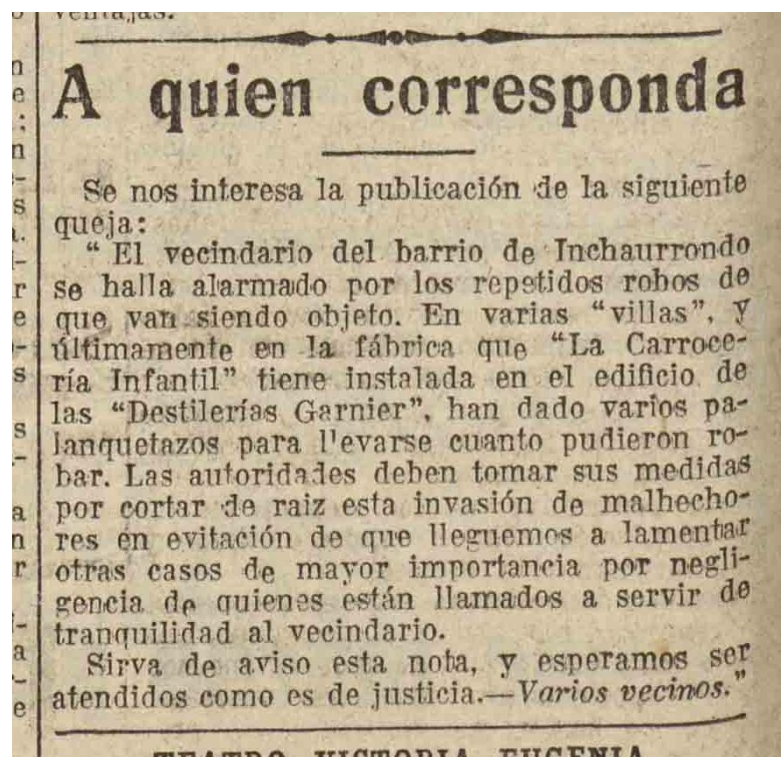 ventajas.
A quien corresponda
Se nos interesa la publicación de la siguiente
queja:
“ El vecindario del barrio de Inchaurrondo
se halla alarmado por los repetidos robos de
que van siendo objeto. En varias “villas”, y
últimamente en la fábrica que “La Carroce-
ría Infantil” tiene instalada en el edificio de
las “Destilerías Garnier”, han dado varios pa-
lanquetazos para llevarse cuanto pudieron ro-
bar. Las autoridades deben tomar sus medidas
por cortar de raiz esta invasión de malhecho-
res en evitación de que lleguemos a lamentar
otras casos de mayor importancia por negli-
gencia de quienes están llamados a servir de
tranquilidad al vecindario.
Sirva de aviso esta nota, y esperamos ser
atendidos como es de justicia.—Varios vecinos.”
TEATRO VICTORIA EUGENIA